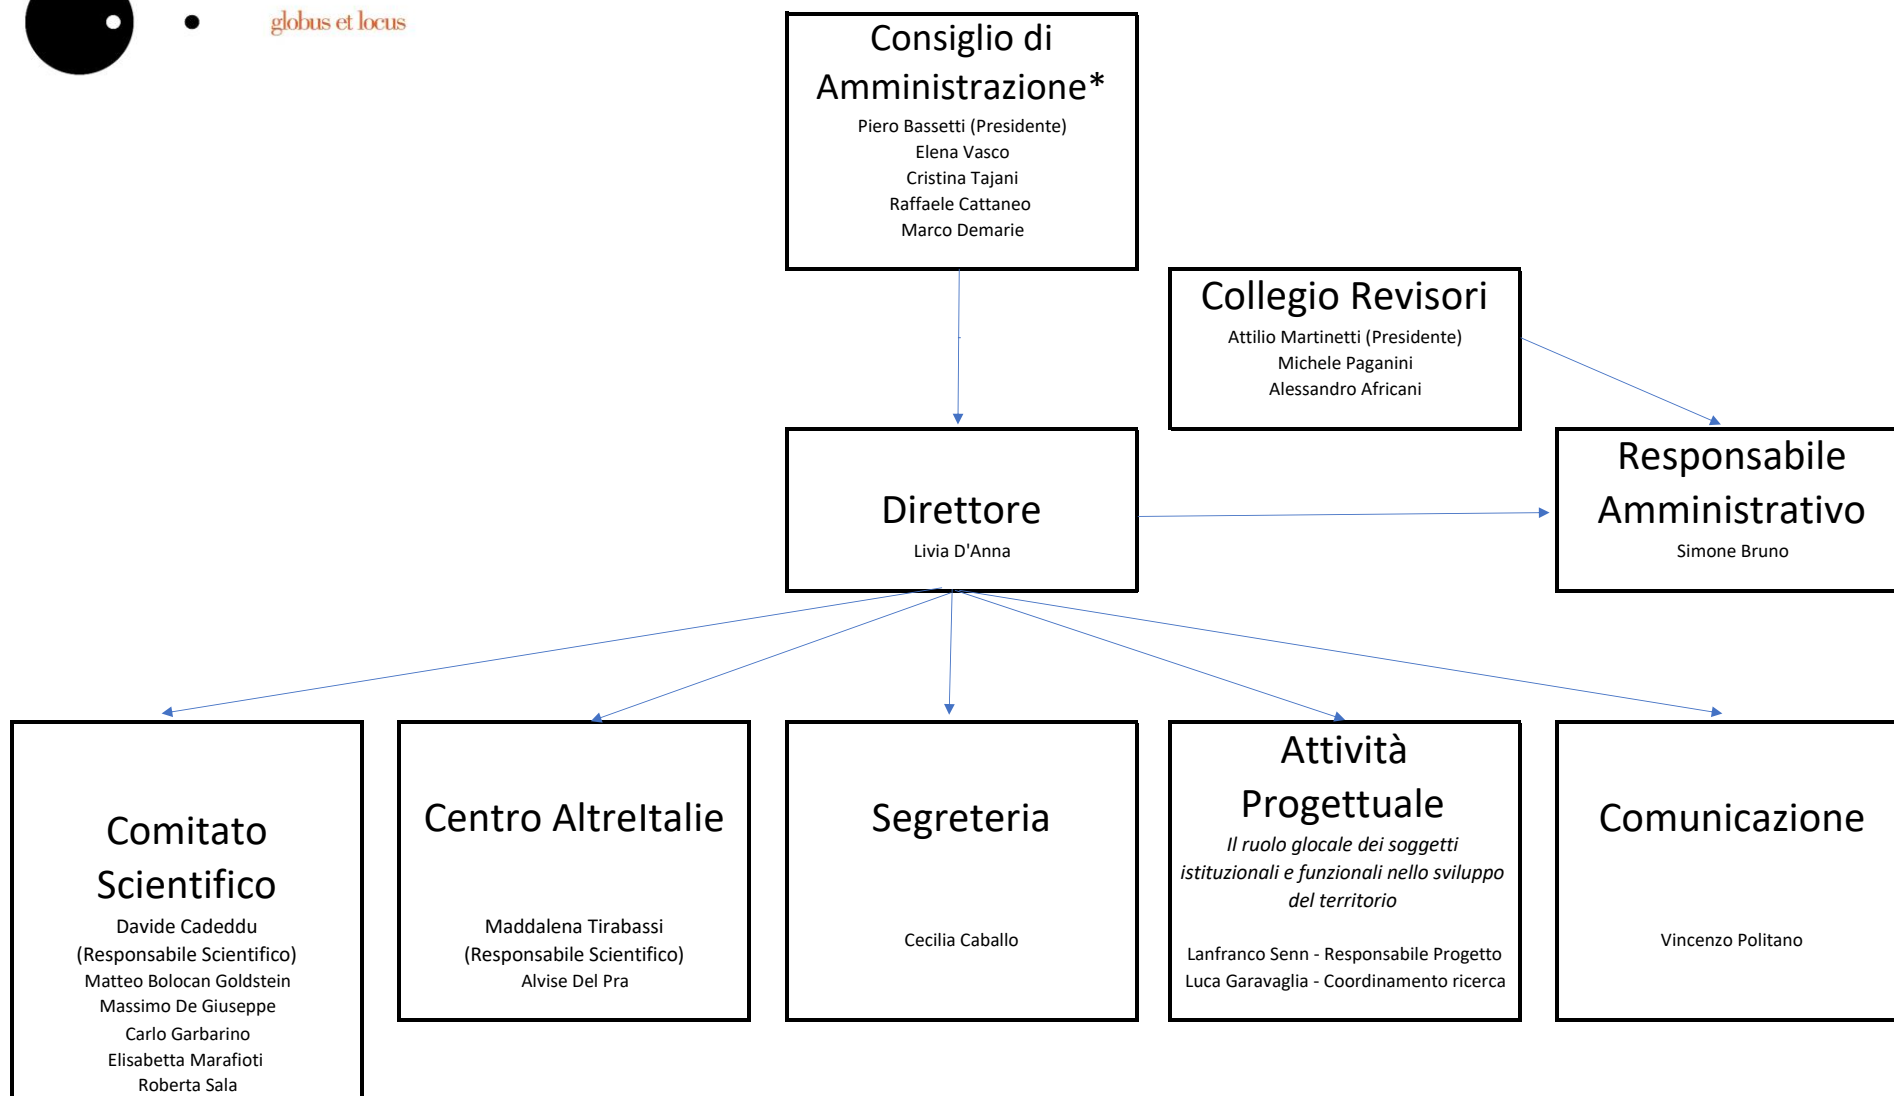 globus et locus
Consiglio di
Amministrazione*
Piero Bassetti (Presidente)
Elena Vasco
Cristina Tajani
Raffaele Cattaneo
Marco Demarie
Collegio Revisori
Attilio Martinetti (Presidente)
Michele Paganini
Alessandro Africani
Direttore
Livia D'Anna
Responsabile
Amministrativo
Simone Bruno
Comitato
Scientifico
Davide Cadeddu
(Responsabile Scientifico)
Matteo Bolocan Goldstein
Massimo De Giuseppe
Carlo Garbarino
Elisabetta Marafioti
Roberta Sala
Centro AltreItalie
Maddalena Tirabassi
(Responsabile Scientifico)
Alvise Del Pra
Segreteria
Cecilia Caballo
Attività
Progettuale
Il ruolo glocale dei soggetti
istituzionali e funzionali nello sviluppo
del territorio
Lanfranco Senn - Responsabile Progetto
Luca Garavaglia - Coordinamento ricerca
Comunicazione
Vincenzo Politano